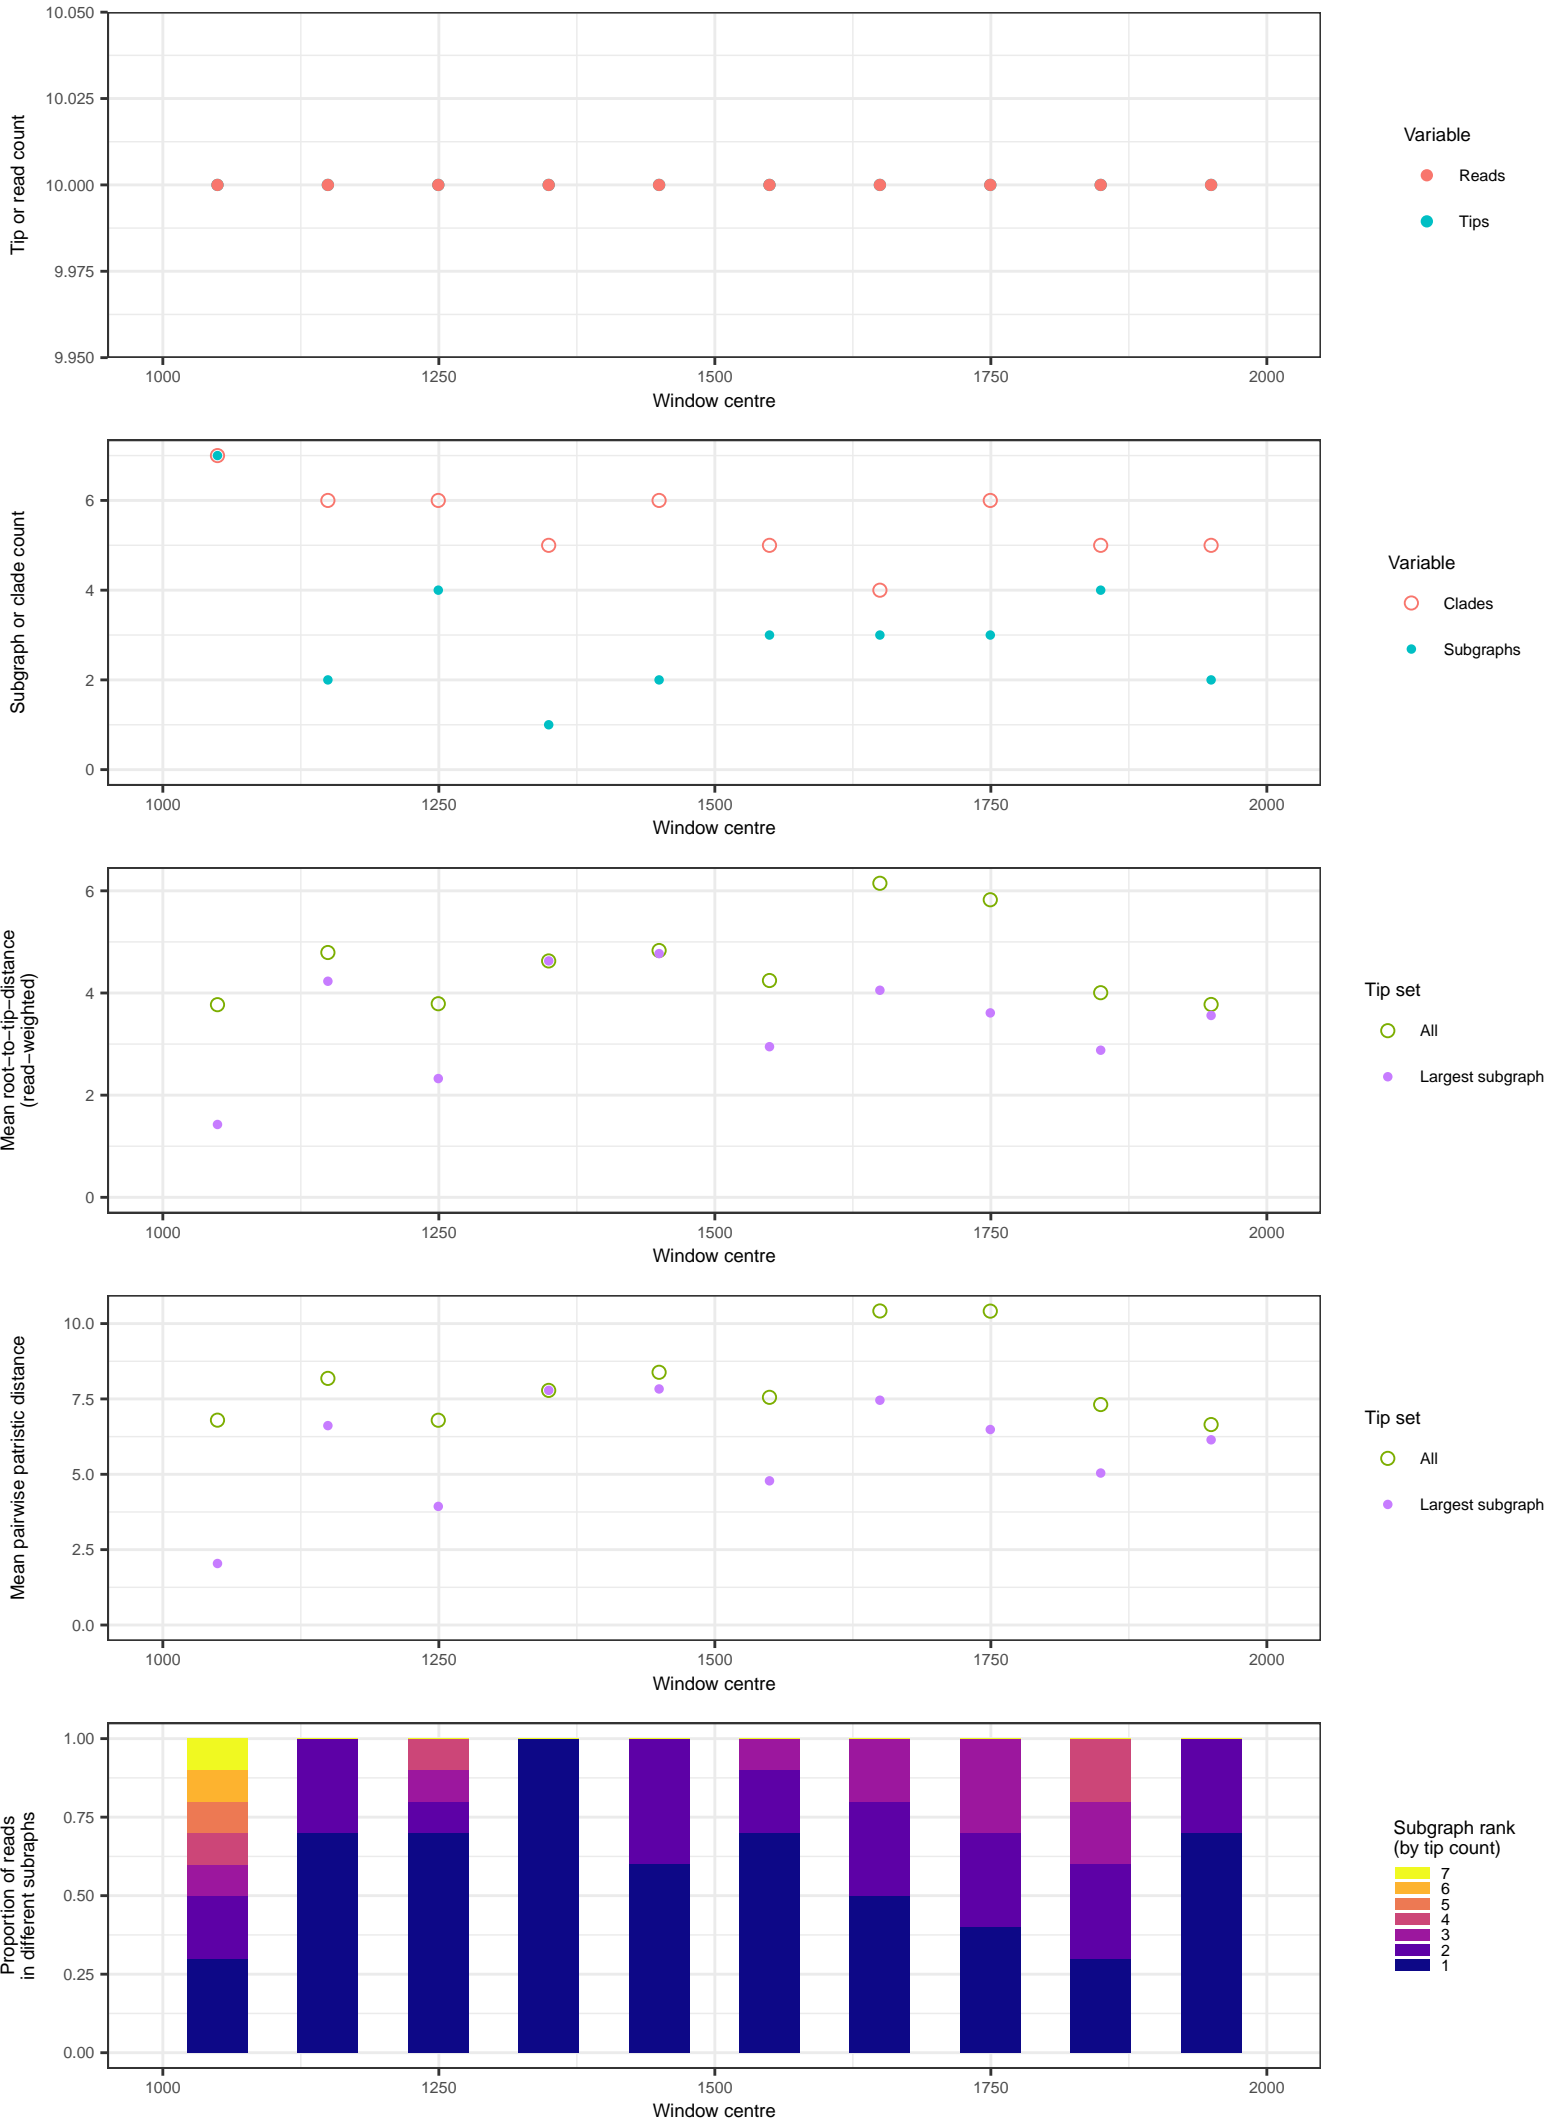 10.050
10.025
10.000
9.975
9.950
Tip or read count
1000 1250 1500 1750 2000
Window centre
Variable
Reads
Tips
6
4
2
0
Subgraph or clade count
1000 1250 1500 1750 2000
Window centre
Variable
Clades
Subgraphs
6
4
2
0
Mean root−to−tip−distance
(read−weighted)
1000 1250 1500 1750 2000
Window centre
Tip set
All
Largest subgraph
10.0
7.5
5.0
2.5
0.0
Mean pairwise patristic distance
1000 1250 1500 1750 2000
Window centre
Tip set
All
Largest subgraph
1.00
0.75
0.50
0.25
0.00
Proportion of reads
in different subraphs
1000 1250 1500 1750 2000
Window centre
Subgraph rank
(by tip count)
7
6
5
4
3
2
1